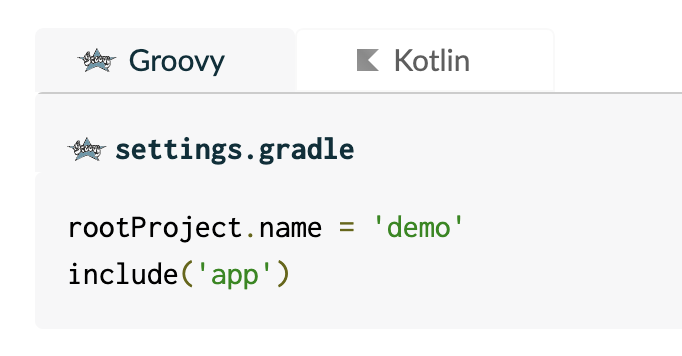 Groovy Kotlin
settings.gradle
rootProject.name = 'demo'
include('app')